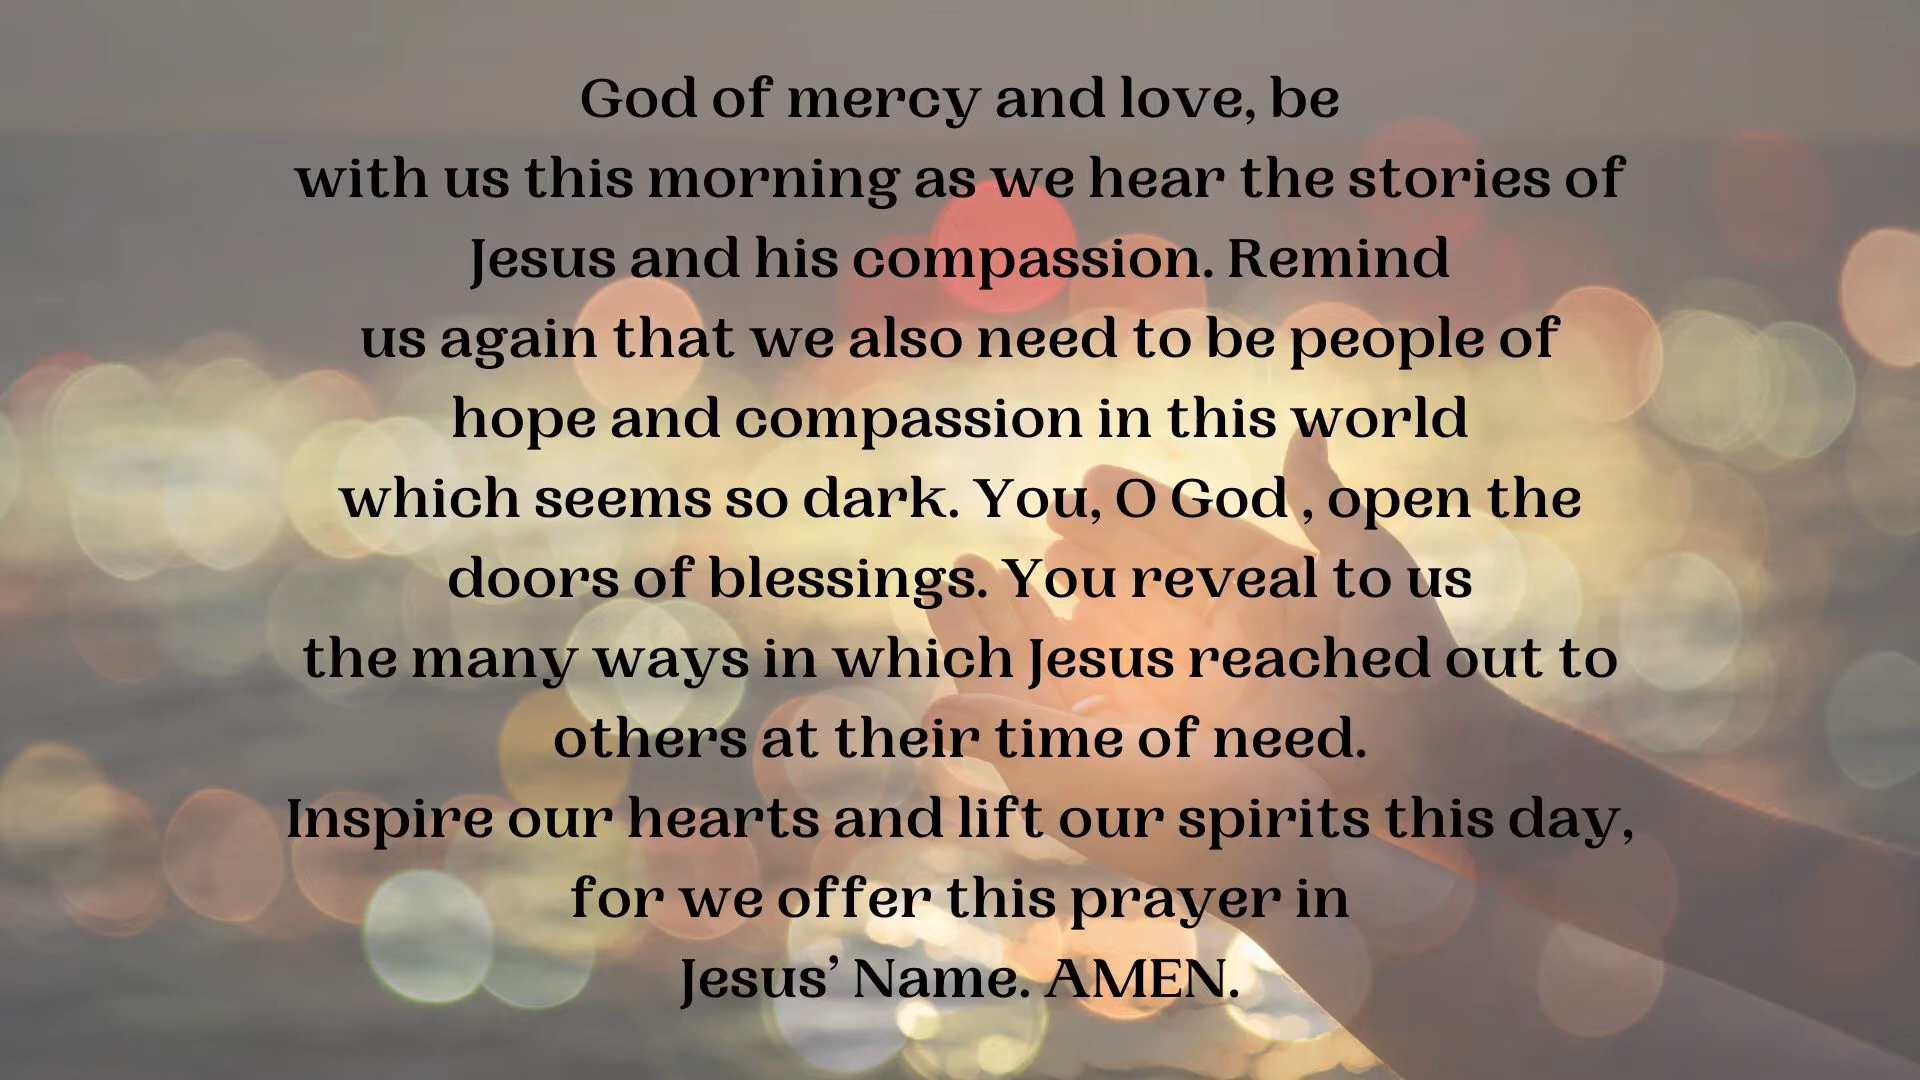 God of mercy and love, be
with us this morning as we hear the stories of
Jesus and his compassion. Remind
us again that we also need to be people of
hope and compassion in this world
which seems so dark. You, O God , open the
doors of blessings. You reveal to us
the many ways in which Jesus reached out to
others at their time of need.
Inspire our hearts and lift our spirits this day,
for we offer this prayer in
Jesus’ Name. AMEN.